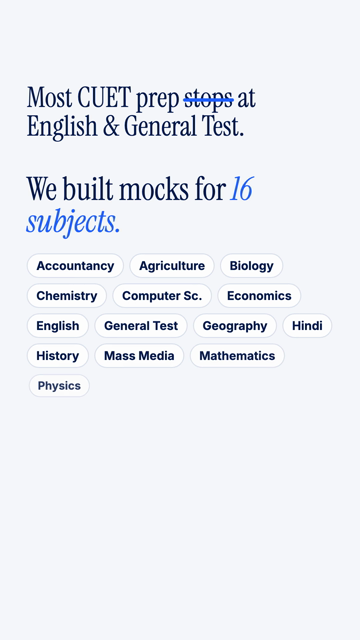 Most CUET prep stops at
English & General Test.
We built mocks for 16
subjects.
Accountancy Agriculture Biology
Chemistry Computer Sc. Economics
English General Test Geography Hindi
History Mass Media Mathematics
Physics